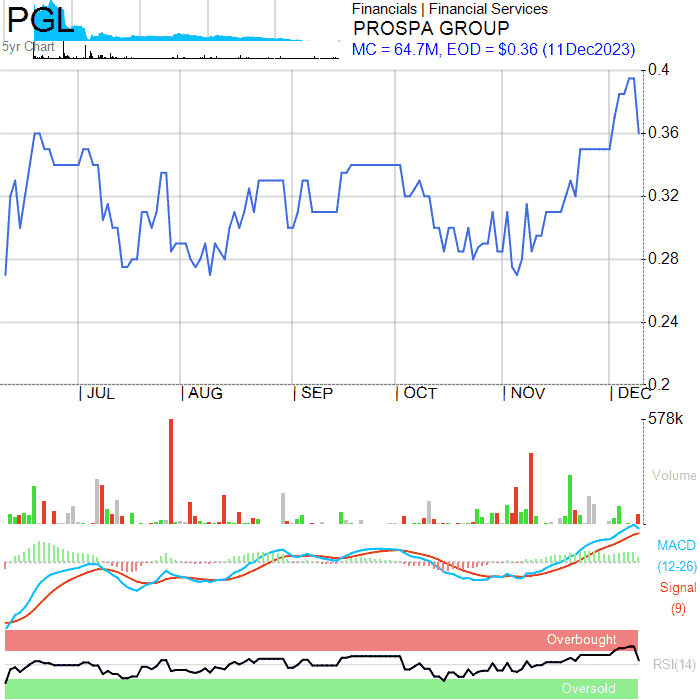 PGL
5yr Chart
Financials | Financial Services
PROSPA GROUP
MC = 64.7M, EOD = $0.36 (11Dec2023)
0.4
0.36
0.32
0.28
0.24
0.2
| JUL | AUG | SEP | OCT | NOV | DEC
578k
Volume
MACD
(12-26)
Signal
(9)
Overbought
RSI(14)
Oversold